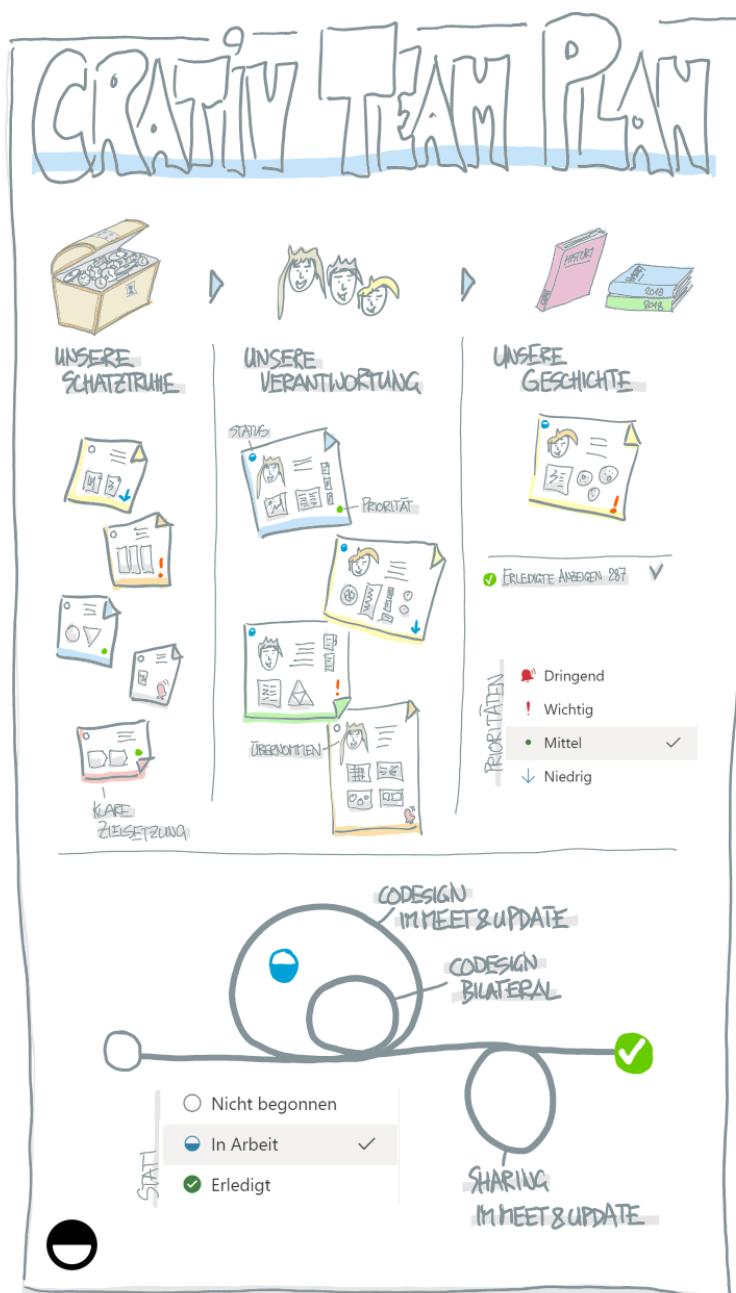 CRATIV TEAM PLAN
HISTORY
2019
2018
UNSERE
SCHATZTRUHE
UNSERE
VERANTWORTUNG
UNSERE
GESCHICHTE
STATUS
PRIORITÄT
ERLEDIGTE ANZEIGEN 287
PRIORITÄTEN
Dringend
Wichtig
Mittel
Niedrig
ÜBERNOMMEN
KLARE
ZIELSETZUNG
CODESIGN
IM MEET & UPDATE
CODESIGN
BILATERAL
STATI
Nicht begonnen
In Arbeit
Erledigt
SHARING
IM MEET & UPDATE